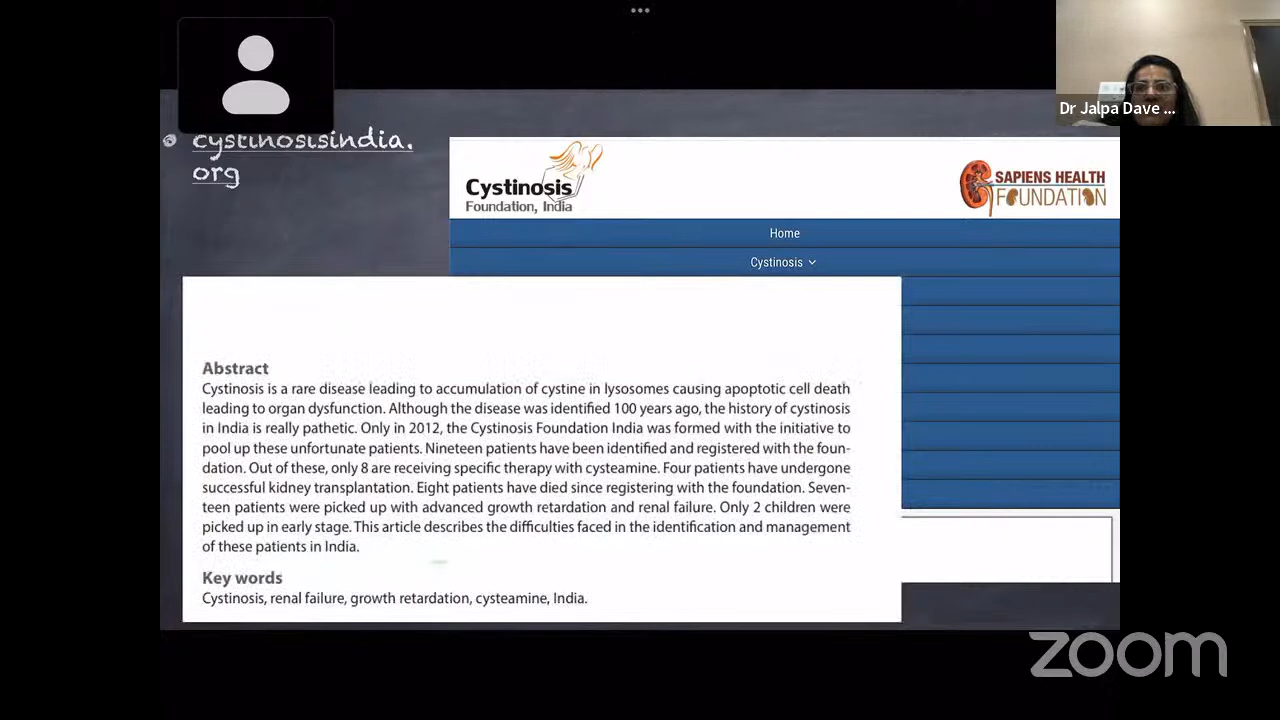 Dr Jalpa Dave ...
cystinosisindia.
org
Cystinosis
Foundation, India
SAPIENS HEALTH
FOUNDATION
Home
Cystinosis
Abstract
Cystinosis is a rare disease leading to accumulation of cystine in lysosomes causing apoptotic cell death
leading to organ dysfunction. Although the disease was identified 100 years ago, the history of cystinosis
in India is really pathetic. Only in 2012, the Cystinosis Foundation India was formed with the initiative to
pool up these unfortunate patients. Nineteen patients have been identified and registered with the foun-
dation. Out of these, only 8 are receiving specific therapy with cysteamine. Four patients have undergone
successful kidney transplantation. Eight patients have died since registering with the foundation. Seven-
teen patients were picked up with advanced growth retardation and renal failure. Only 2 children were
picked up in early stage. This article describes the difficulties faced in the identification and management
of these patients in India.
Key words
Cystinosis, renal failure, growth retardation, cysteamine, India.
zoom